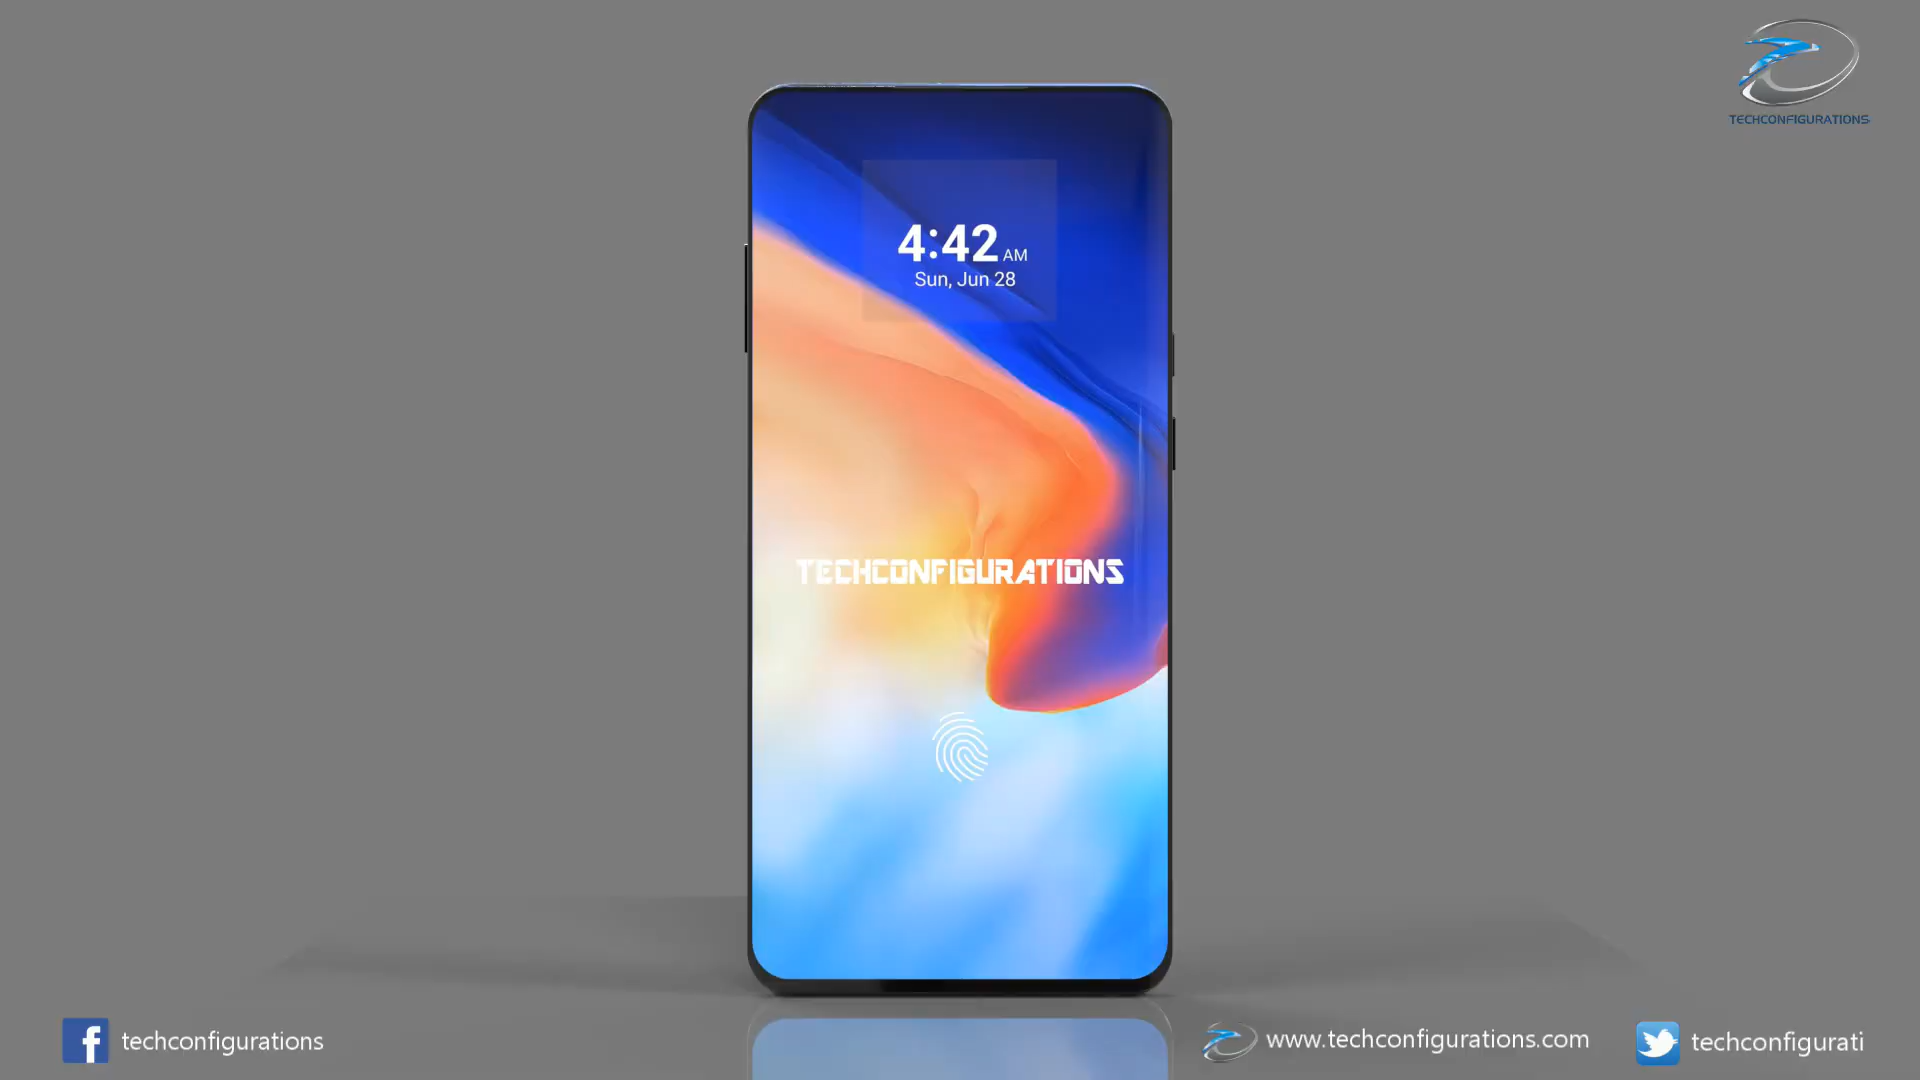 TECHCONFIGURATIONS
4:42 AM
Sun, Jun 28
TECHCONFIGURATIONS
techconfigurations
www.techconfigurations.com
techconfigurati